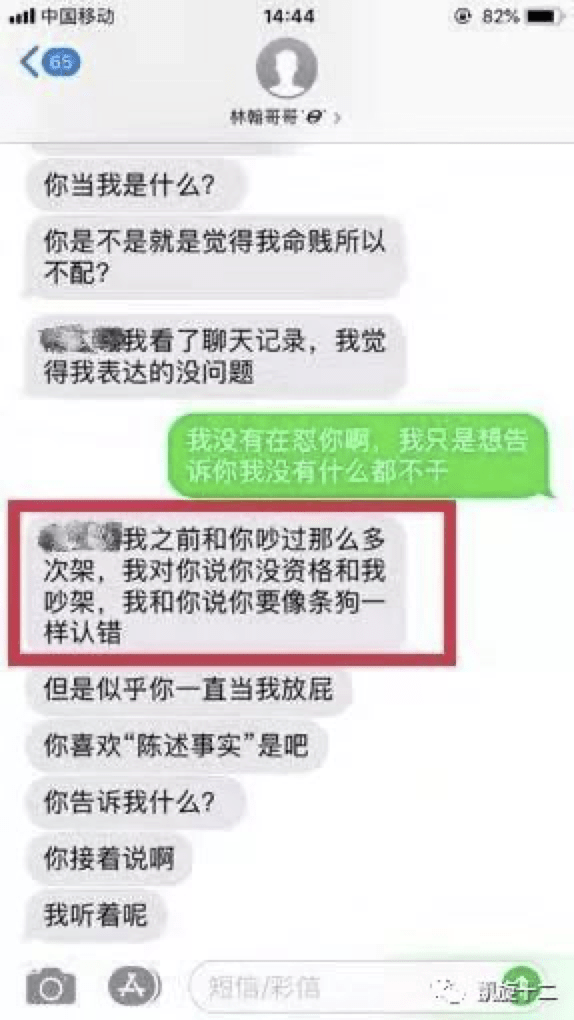 中国移动 14:44 82%
65
林翰哥哥
你当我是什么？
你是不是就是觉得我命贱所以
不配？
我看了聊天记录，我觉
得我表达的没问题
我没有在怼你啊，我只是想告
诉你我没有什么都不干
我之前和你吵过那么多
次架，我对你说你没资格和我
吵架，我和你说你要像条狗一
样认错
但是似乎你一直当我放屁
你喜欢“陈述事实”是吧
你告诉我什么？
你接着说啊
我听着呢
短信/彩信
凯旋十二